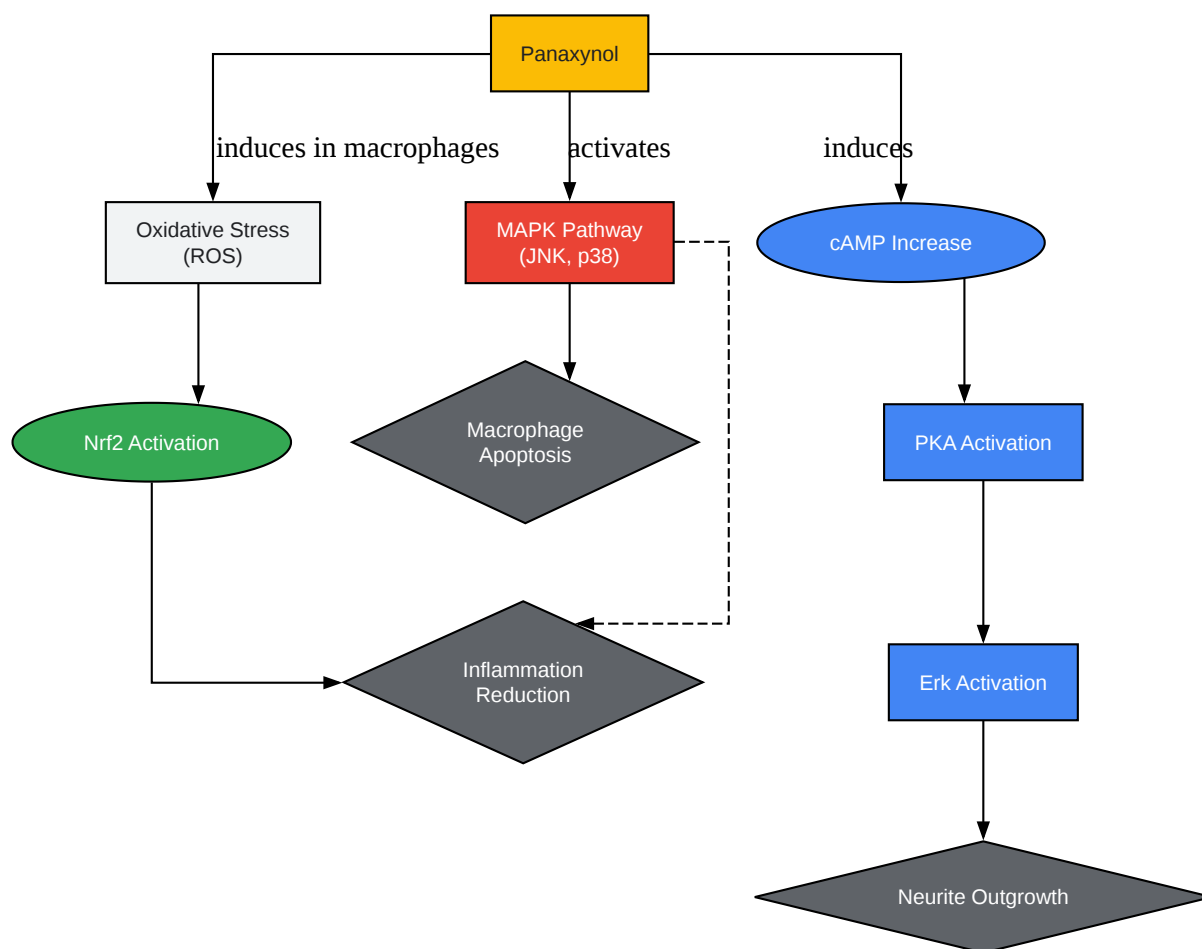 Panaxynol
induces in macrophages
activates
induces
Oxidative Stress
(ROS)
MAPK Pathway
(JNK, p38)
cAMP Increase
Nrf2 Activation
Macrophage
Apoptosis
PKA Activation
Inflammation
Reduction
Erk Activation
Neurite Outgrowth